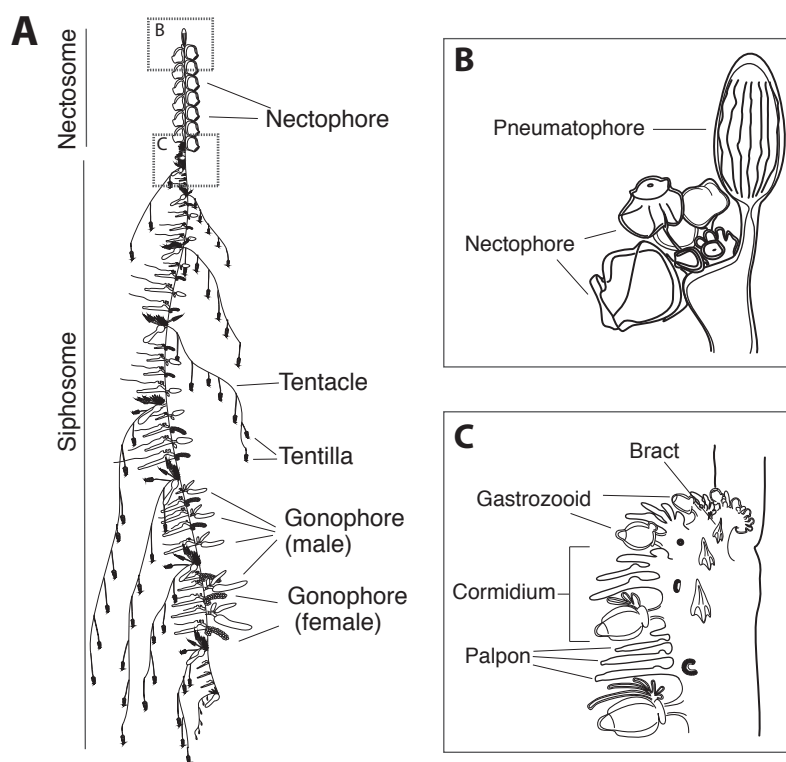 A
Nectosome
Siphosome
B
C
Nectophore
Tentacle
Tentilla
Gonophore
(male)
Gonophore
(female)
B
Pneumatophore
Nectophore
C
Bract
Gastrozooid
Cormidium
Palpon